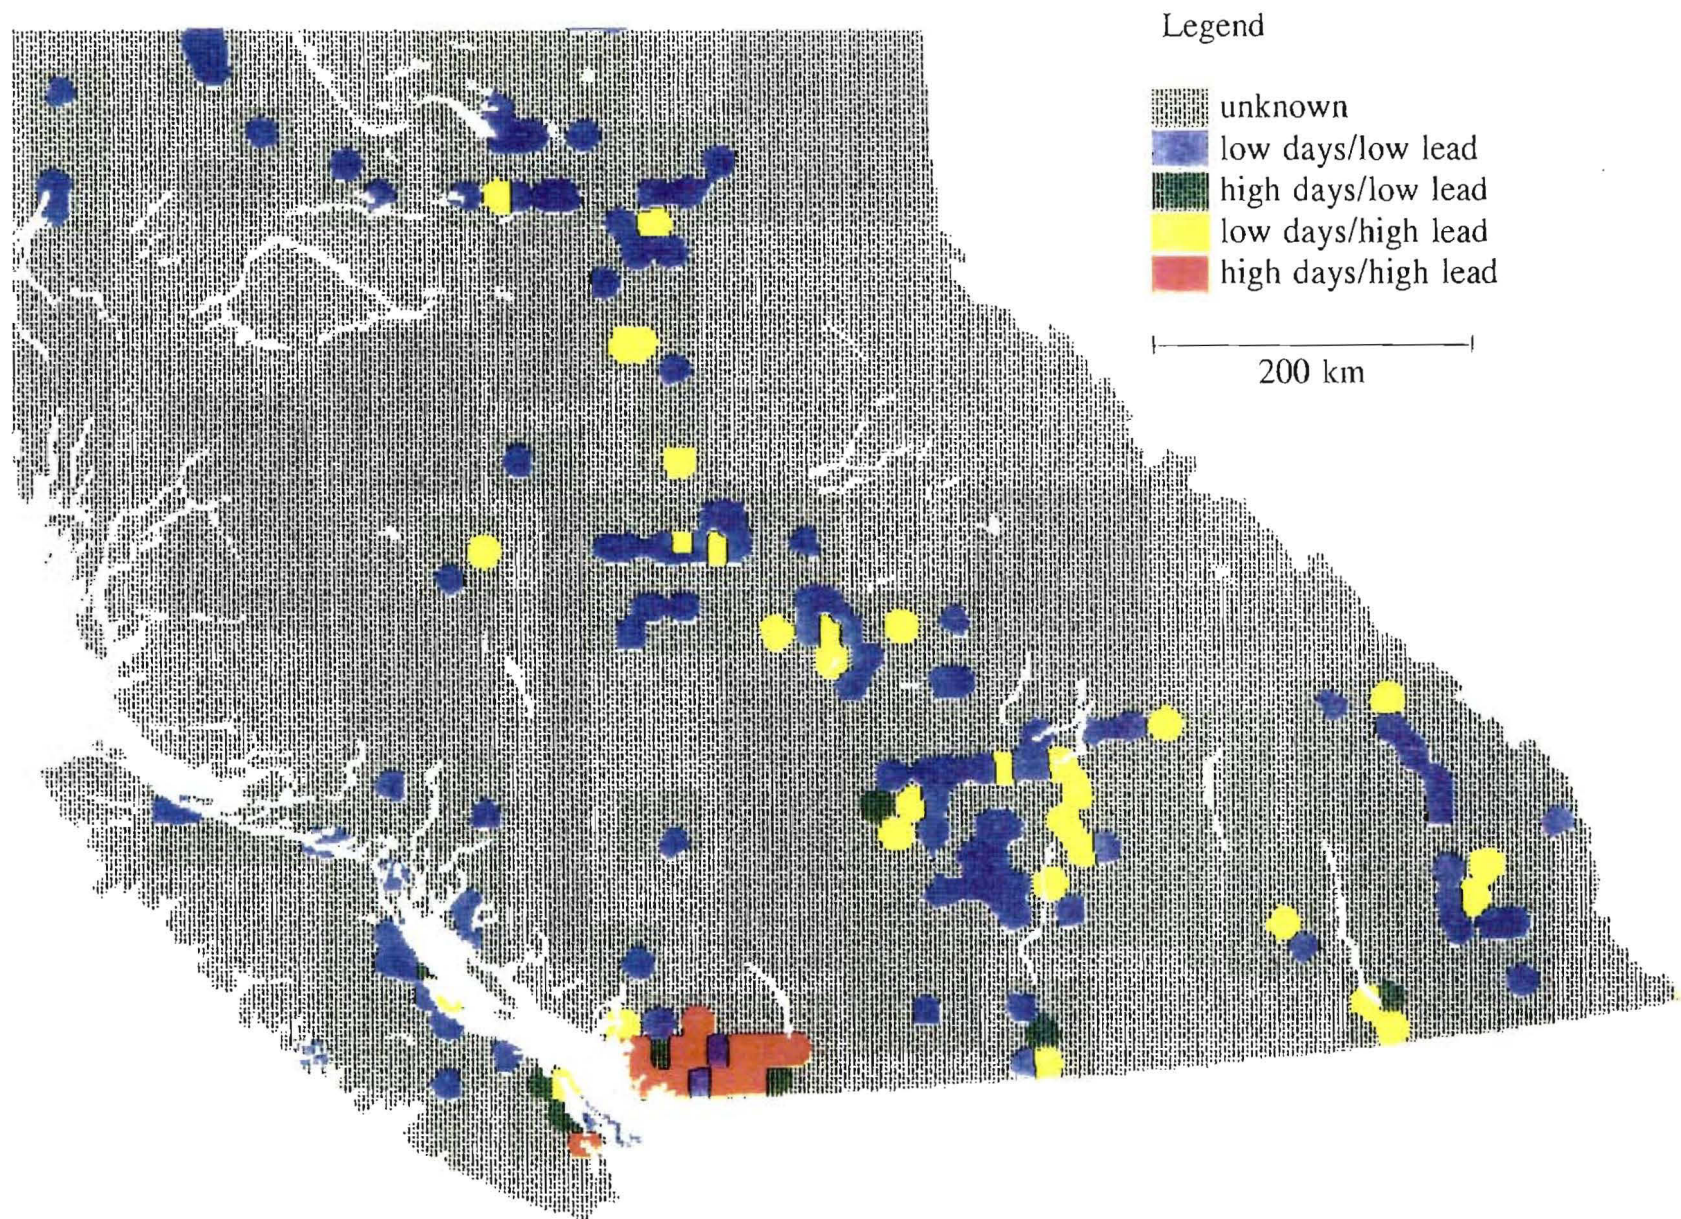 Legend
unknown
low days/low lead
high days/low lead
low days/high lead
high days/high lead
200 km